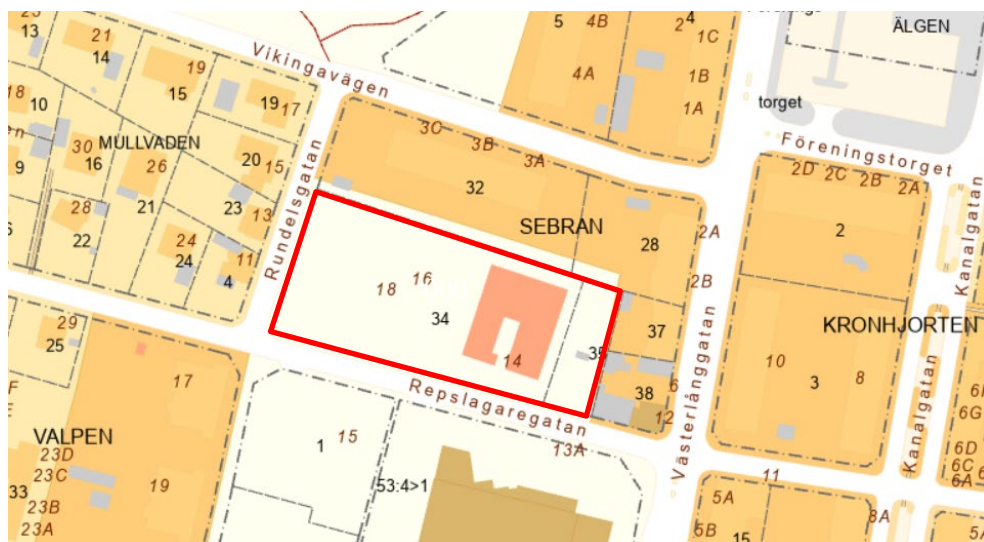 13
21
14
19
15
18
10
30
16
9
MULLVADEN
26
21
28
22
24
24
23
20
19
17
15
13
11
4
29
25
Vikingavägen
Rundelsgatan
3C
3B
3A
32
5
4B
4A
4
2
1C
1B
1A
ÄLGEN
torget
Föreningstorget
SEBRAN
28
2A
2B
37
38
6
12
35
18
16
34
14
Repslagaregatan
Västerlånggatan
2D
2C
2B
2A
2
KRONHJORTEN
10
3
8
Kanalgatan
Kanalgatan
6G
6D
6C
6A
11
5A
5B
15
8A
13A
1
15
53:4>1
17
VALPEN
23D
23C
23B
23A
33
19